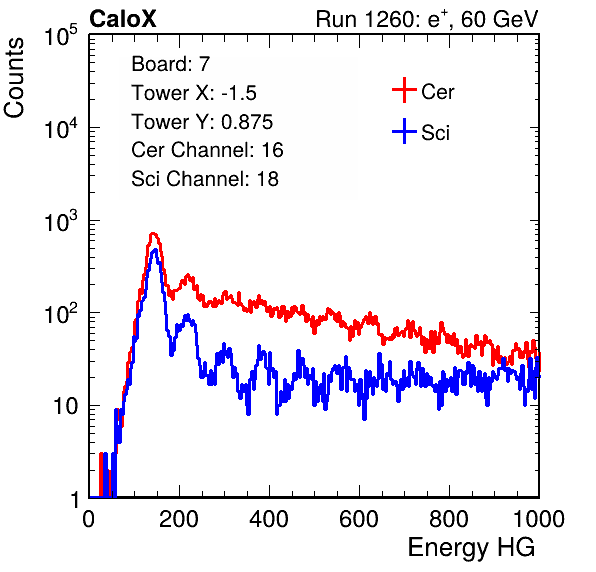 CaloX Run 1260: e⁺, 60 GeV
Board: 7
Tower X: -1.5
Tower Y: 0.875
Cer Channel: 16
Sci Channel: 18
Cer
Sci
Counts
10⁵
10⁴
10³
10²
10
1
0 200 400 600 800 1000
Energy HG